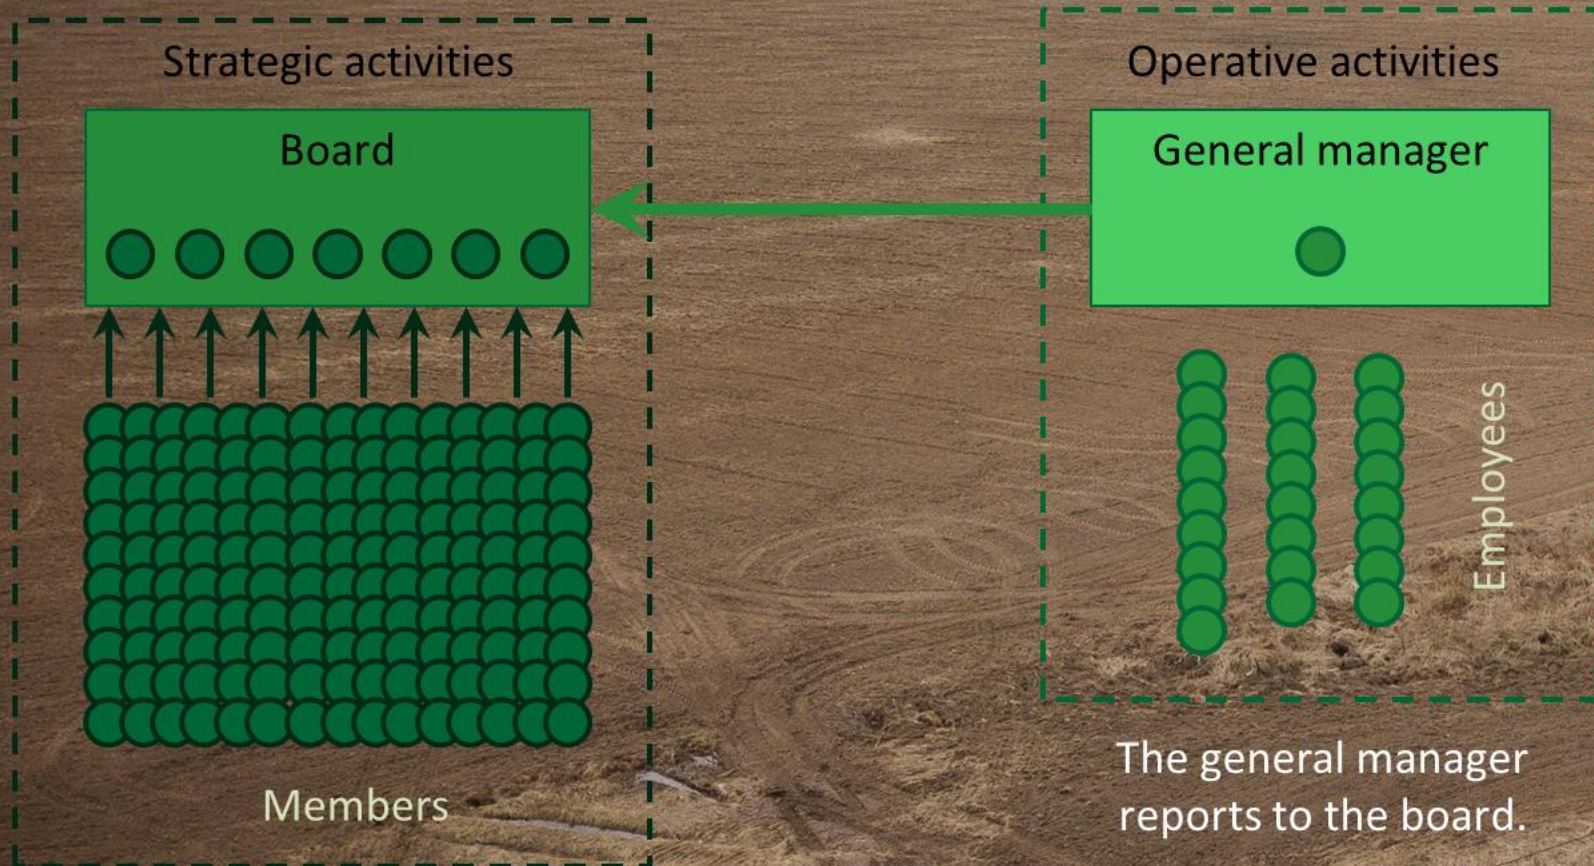 Strategic activities
Board
Members
Operative activities
General manager
Employees
The general manager
reports to the board.